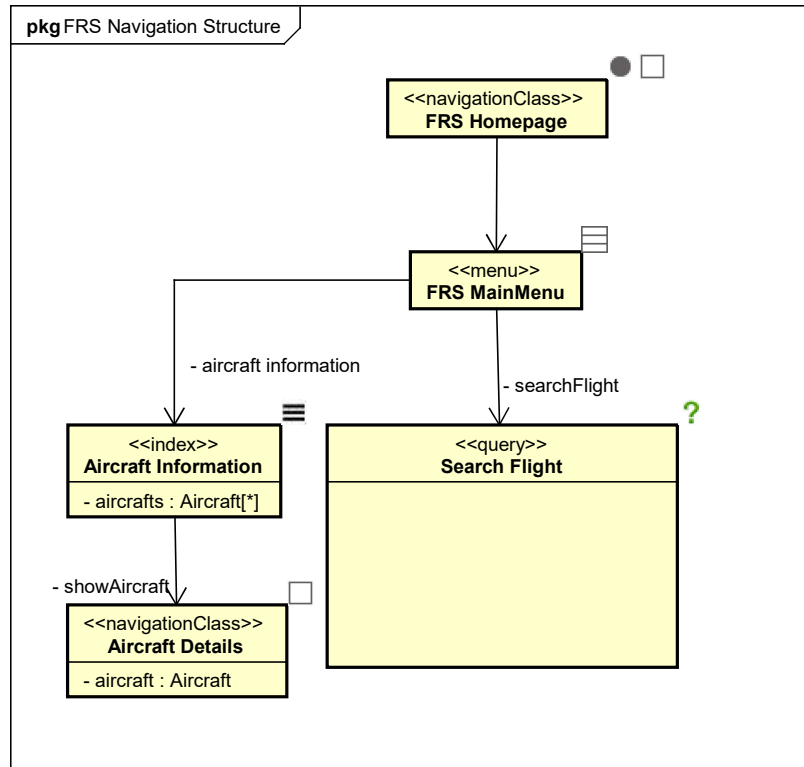 pkg FRS Navigation Structure
<<navigationClass>>
FRS Homepage
<<menu>>
FRS MainMenu
- aircraft information
- searchFlight
?
<<index>>
Aircraft Information
- aircrafts : Aircraft[*]
<<query>>
Search Flight
- showAircraft
<<navigationClass>>
Aircraft Details
- aircraft : Aircraft